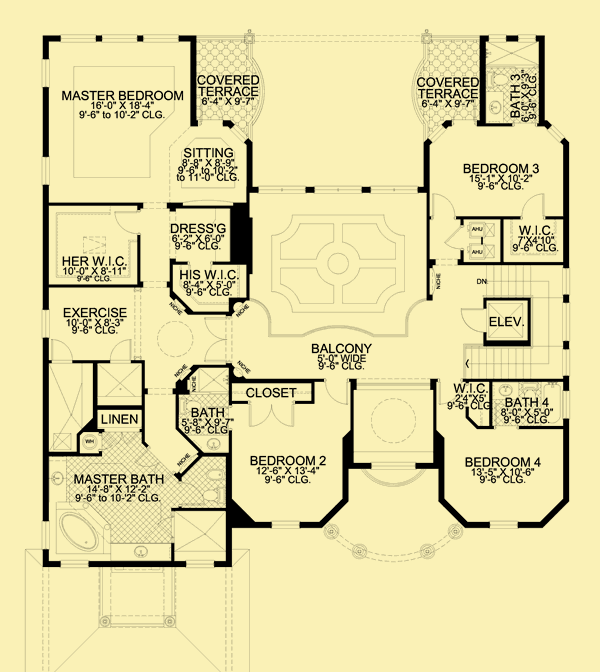 MASTER BEDROOM
16'-0" X 18'-4"
9'-6" to 10'-2" CLG.
COVERED
TERRACE
6'-4" X 9'-7"
COVERED
TERRACE
6'-4" X 9'-7"
BATH 3
6'-0" X 9'-3"
9'-6" CLG.
SITTING
8'-8" X 8'-9"
9'-6" to 10'-2"
to 11'-0" CLG.
BEDROOM 3
15'-1" X 10'-2"
9'-6" CLG.
HER W.I.C.
10'-0" X 8'-11"
9'-6" CLG.
DRESS'G
6'-2" X 6'-0"
9'-6" CLG.
AHU
AHU
W.I.C.
7'X4'10"
9'-6" CLG.
HIS W.I.C.
8'-4" X 5'-0"
9'-6" CLG.
NICHE
DN
EXERCISE
10'-0" X 8'-3"
9'-6" CLG.
NICHE
NICHE
ELEV.
BALCONY
5'-0" WIDE
9'-6" CLG.
NICHE
NICHE
LINEN
BATH
5'-8" X 9'-7"
9'-6" CLG.
CLOSET
W.I.C.
2'4"X5'
9'-6" CLG.
BATH 4
8'-0" X 5'-0"
9'-6" CLG.
WH
NICHE
MASTER BATH
14'-8" X 12'-2"
9'-6" to 10'-2" CLG.
BEDROOM 2
12'-6" X 13'-4"
9'-6" CLG.
BEDROOM 4
13'-5" X 10'-6"
9'-6" CLG.